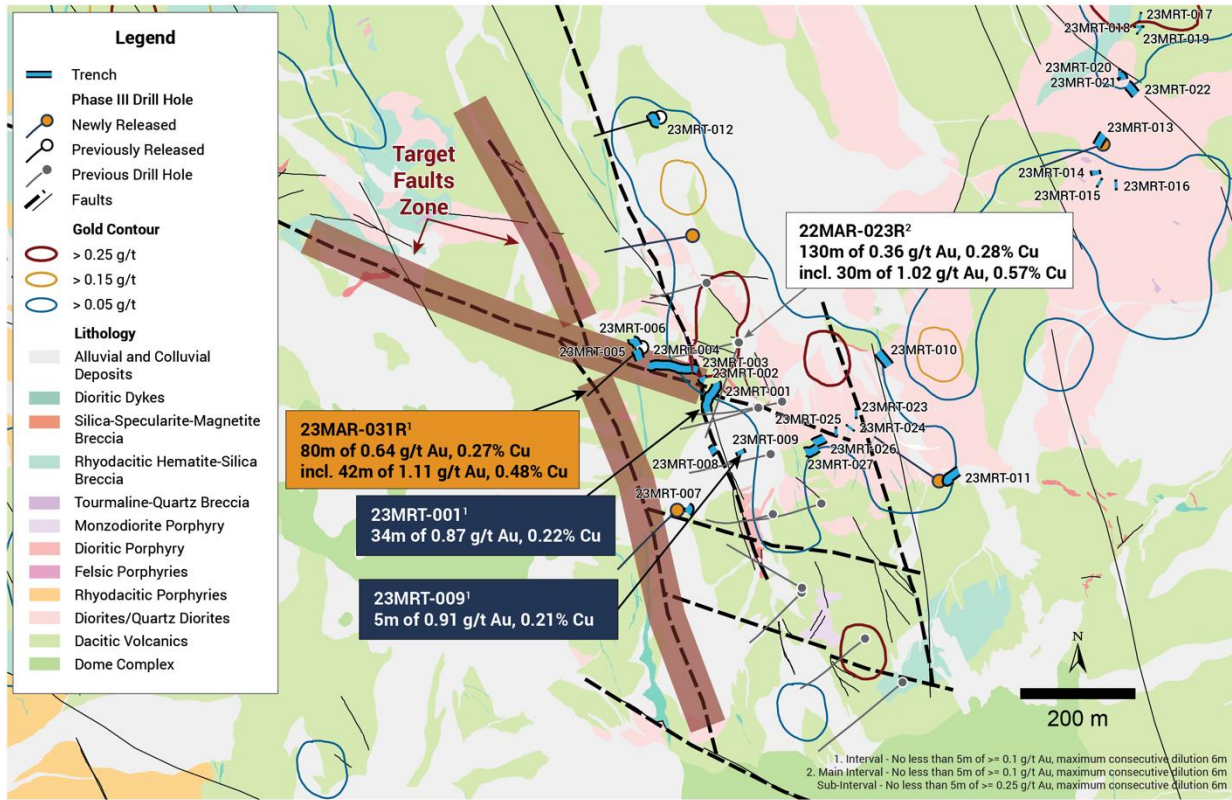 Legend
Trench
Phase III Drill Hole
Newly Released
Previously Released
Previous Drill Hole
Faults
Gold Contour
> 0.25 g/t
> 0.15 g/t
> 0.05 g/t
Lithology
Alluvial and Colluvial
Deposits
Dioritic Dykes
Silica-Specularite-Magnetite
Breccia
Rhyodacitic Hematite-Silica
Breccia
Tourmaline-Quartz Breccia
Monzodiorite Porphyry
Dioritic Porphyry
Felsic Porphyries
Rhyodacitic Porphyries
Diorites/Quartz Diorites
Dacitic Volcanics
Dome Complex
Target
Faults
Zone
23MRT-017
23MRT-018
23MRT-019
23MRT-020
23MRT-021
23MRT-022
23MRT-012
23MRT-013
23MRT-014
23MRT-015
23MRT-016
22MAR-023R²
130m of 0.36 g/t Au, 0.28% Cu
incl. 30m of 1.02 g/t Au, 0.57% Cu
23MRT-006
23MRT-005
23MRT-004
23MRT-003
23MRT-002
23MRT-001
23MRT-010
23MRT-023
23MRT-025
23MRT-024
23MRT-009
23MRT-026
23MRT-008
23MRT-027
23MRT-011
23MRT-007
23MAR-031R¹
80m of 0.64 g/t Au, 0.27% Cu
incl. 42m of 1.11 g/t Au, 0.48% Cu
23MRT-001¹
34m of 0.87 g/t Au, 0.22% Cu
23MRT-009¹
5m of 0.91 g/t Au, 0.21% Cu
N
200 m
1. Interval - No less than 5m of >= 0.1 g/t Au, maximum consecutive dilution 6m
2. Main Interval - No less than 5m of >= 0.1 g/t Au, maximum consecutive dilution 6m
Sub-Interval - No less than 5m of >= 0.25 g/t Au, maximum consecutive dilution 6m